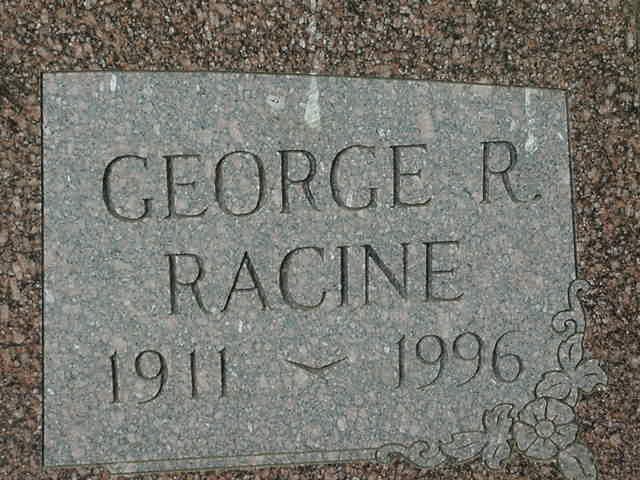 GEORGE R.
RACINE
1911 – 1996